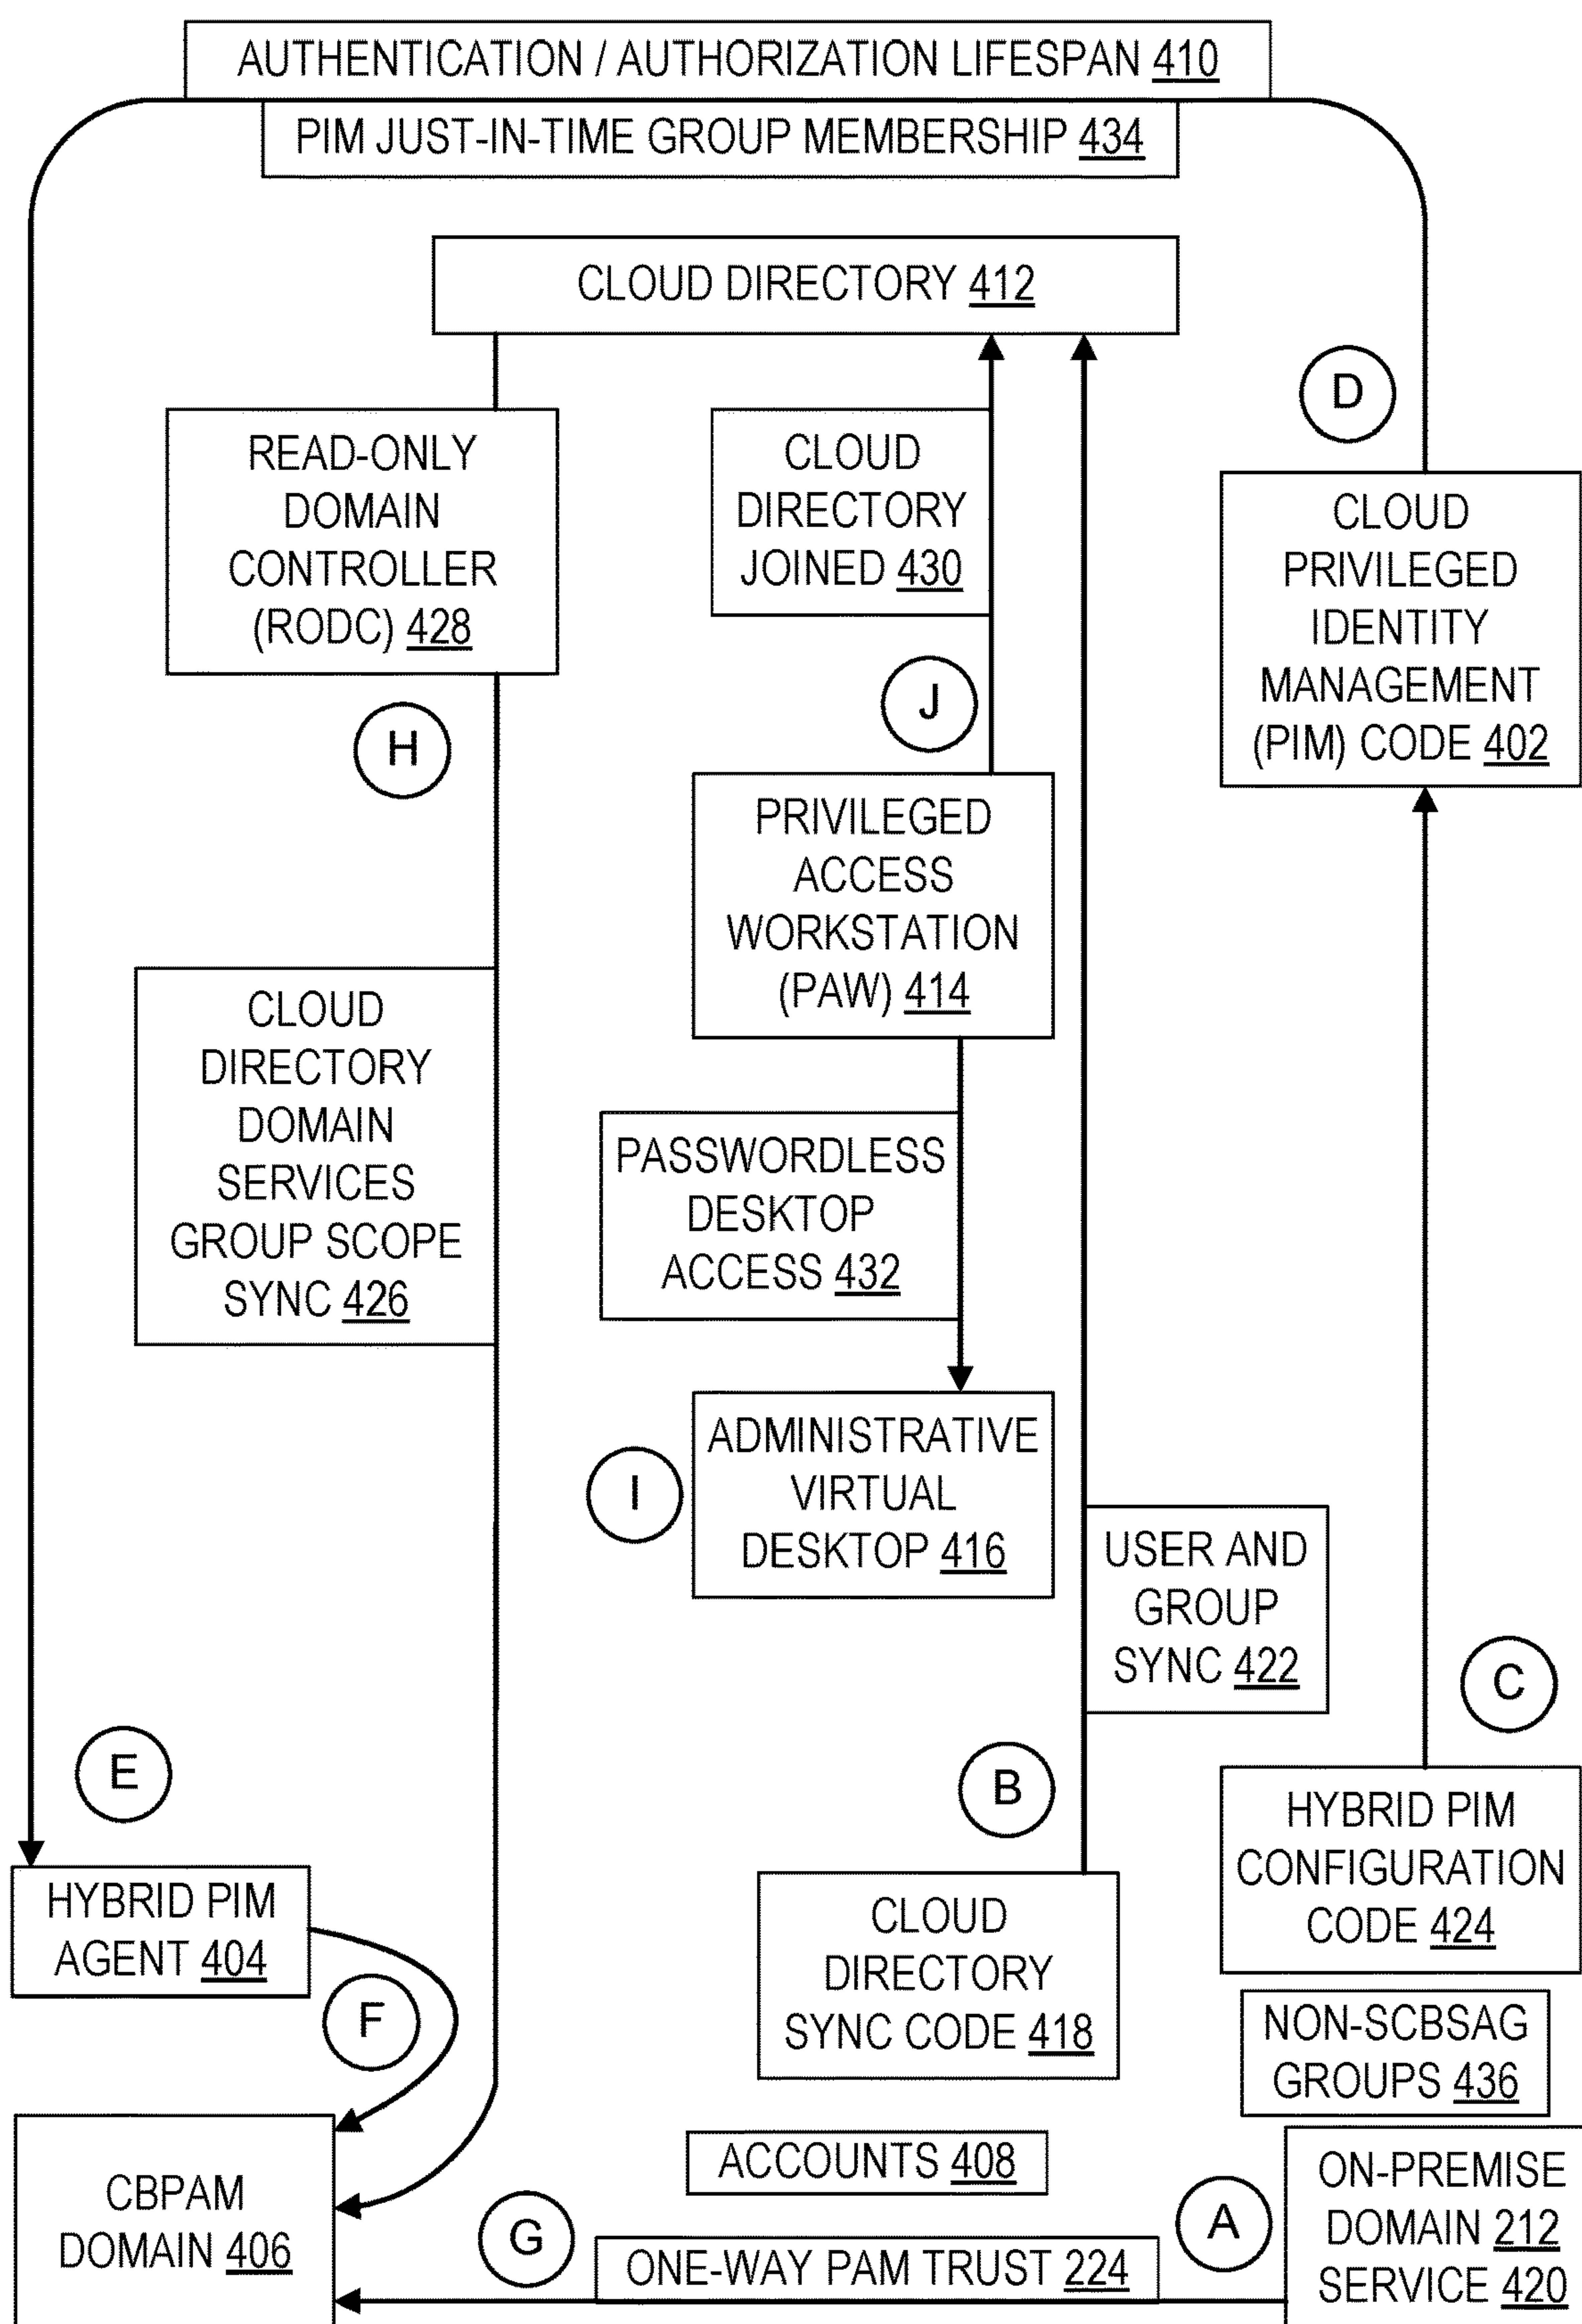 AUTHENTICATION / AUTHORIZATION LIFESPAN 410
PIM JUST-IN-TIME GROUP MEMBERSHIP 434
CLOUD DIRECTORY 412
D
READ-ONLY
DOMAIN
CONTROLLER
(RODC) 428
CLOUD
DIRECTORY
JOINED 430
CLOUD
PRIVILEGED
IDENTITY
MANAGEMENT
(PIM) CODE 402
H
J
PRIVILEGED
ACCESS
WORKSTATION
(PAW) 414
CLOUD
DIRECTORY
DOMAIN
SERVICES
GROUP SCOPE
SYNC 426
PASSWORDLESS
DESKTOP
ACCESS 432
I
ADMINISTRATIVE
VIRTUAL
DESKTOP 416
USER AND
GROUP
SYNC 422
C
E
B
HYBRID PIM
CONFIGURATION
CODE 424
HYBRID PIM
AGENT 404
F
CLOUD
DIRECTORY
SYNC CODE 418
NON-SCBSAG
GROUPS 436
ACCOUNTS 408
CBPAM
DOMAIN 406
G
ONE-WAY PAM TRUST 224
A
ON-PREMISE
DOMAIN 212
SERVICE 420